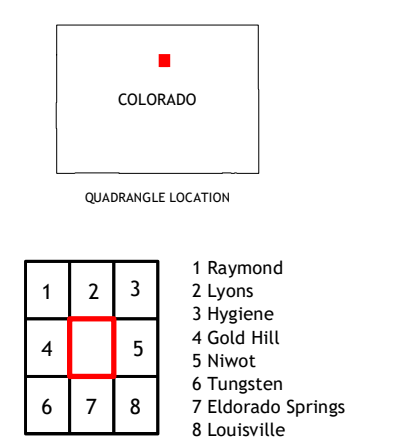 COLORADO
QUADRANGLE LOCATION
1 2 3
4 5
6 7 8
1 Raymond
2 Lyons
3 Hygiene
4 Gold Hill
5 Niwot
6 Tungsten
7 Eldorado Springs
8 Louisville